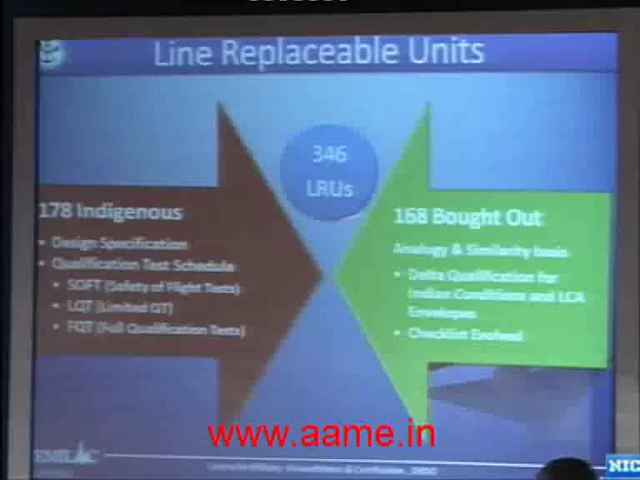 Line Replaceable Units
346
LRUs
178 Indigenous
• Design Specification
• Qualification Test Schedule
• SOFT (Safety of Flight Tests)
• LQT (Limited QT)
• FQT (Full Qualification Tests)
168 Bought Out
Analogy & Similarity basis
• Delta Qualification for
Indian Conditions and LCA
Envelopes
• Checklist Evolved
www.aame.in
NIC